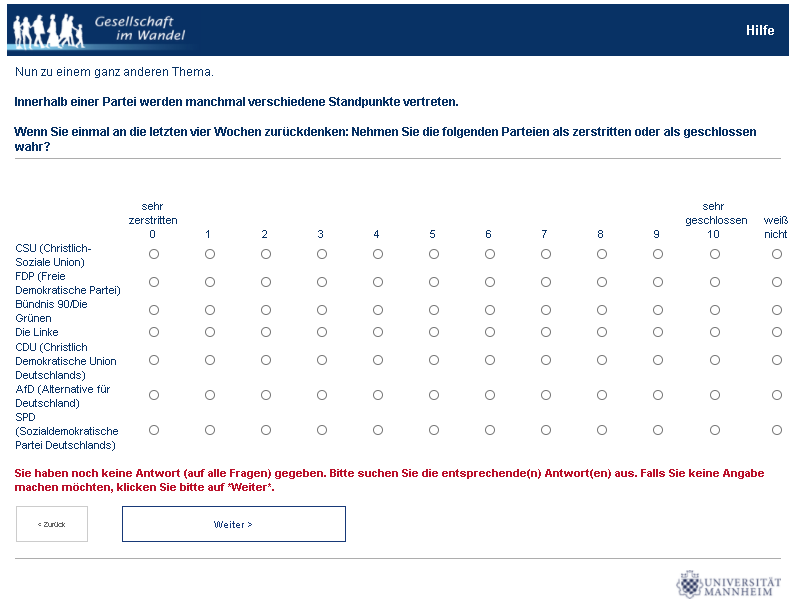 Gesellschaft
im Wandel
Hilfe
Nun zu einem ganz anderen Thema.
Innerhalb einer Partei werden manchmal verschiedene Standpunkte vertreten.
Wenn Sie einmal an die letzten vier Wochen zurückdenken: Nehmen Sie die folgenden Parteien als zerstritten oder als geschlossen
wahr?
sehr sehr
zerstritten geschlossen weiß
0 1 2 3 4 5 6 7 8 9 10 nicht
CSU (Christlich-
Soziale Union)
FDP (Freie
Demokratische Partei)
Bündnis 90/Die
Grünen
Die Linke
CDU (Christlich
Demokratische Union
Deutschlands)
AfD (Alternative für
Deutschland)
SPD
(Sozialdemokratische
Partei Deutschlands)
Sie haben noch keine Antwort (auf alle Fragen) gegeben. Bitte suchen Sie die entsprechende(n) Antwort(en) aus. Falls Sie keine Angabe
machen möchten, klicken Sie bitte auf "Weiter".
< Zurück
Weiter >
UNIVERSITÄT
MANNHEIM